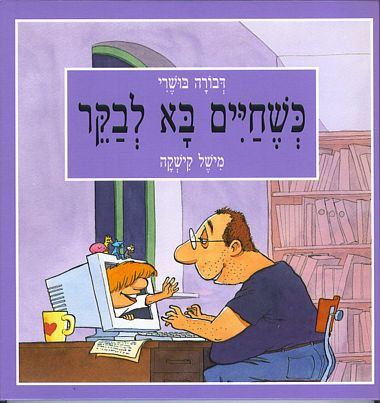 דְּבוֹרָה בּוּשֶׁרִי
כְּשֶׁחַיִּים בָּא לְבַקֵּר
מִישֶׁל קִישְׁקָה